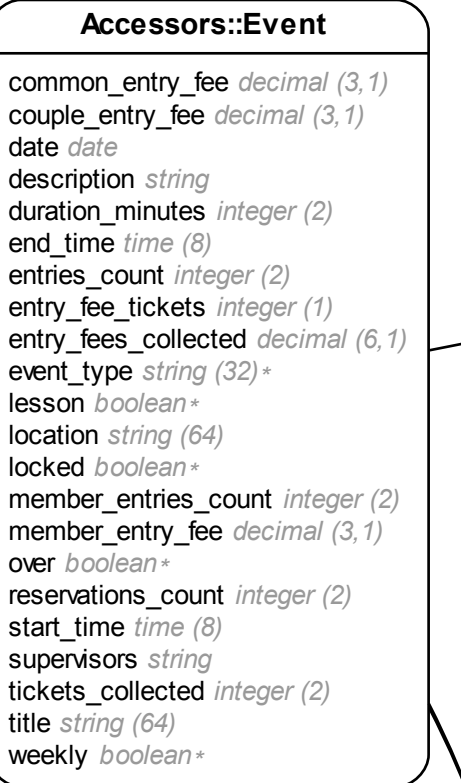 Accessors::Event
common_entry_fee decimal (3,1)
couple_entry_fee decimal (3,1)
date date
description string
duration_minutes integer (2)
end_time time (8)
entries_count integer (2)
entry_fee_tickets integer (1)
entry_fees_collected decimal (6,1)
event_type string (32)*
lesson boolean*
location string (64)
locked boolean*
member_entries_count integer (2)
member_entry_fee decimal (3,1)
over boolean*
reservations_count integer (2)
start_time time (8)
supervisors string
tickets_collected integer (2)
title string (64)
weekly boolean*